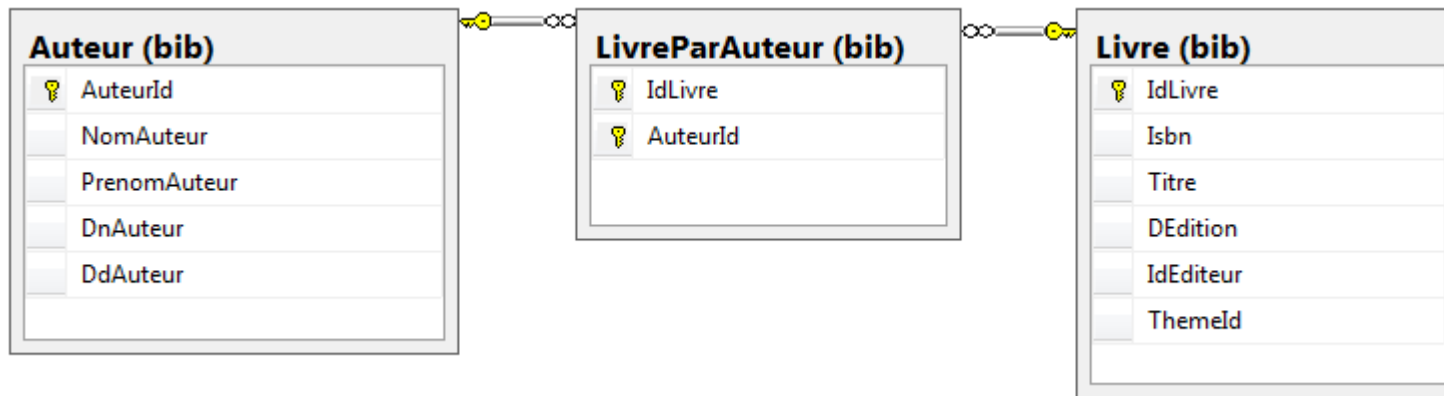 Auteur (bib)
AuteurId
NomAuteur
PrenomAuteur
DnAuteur
DdAuteur
LivreParAuteur (bib)
IdLivre
AuteurId
Livre (bib)
IdLivre
Isbn
Titre
DEdition
IdEditeur
ThemeId